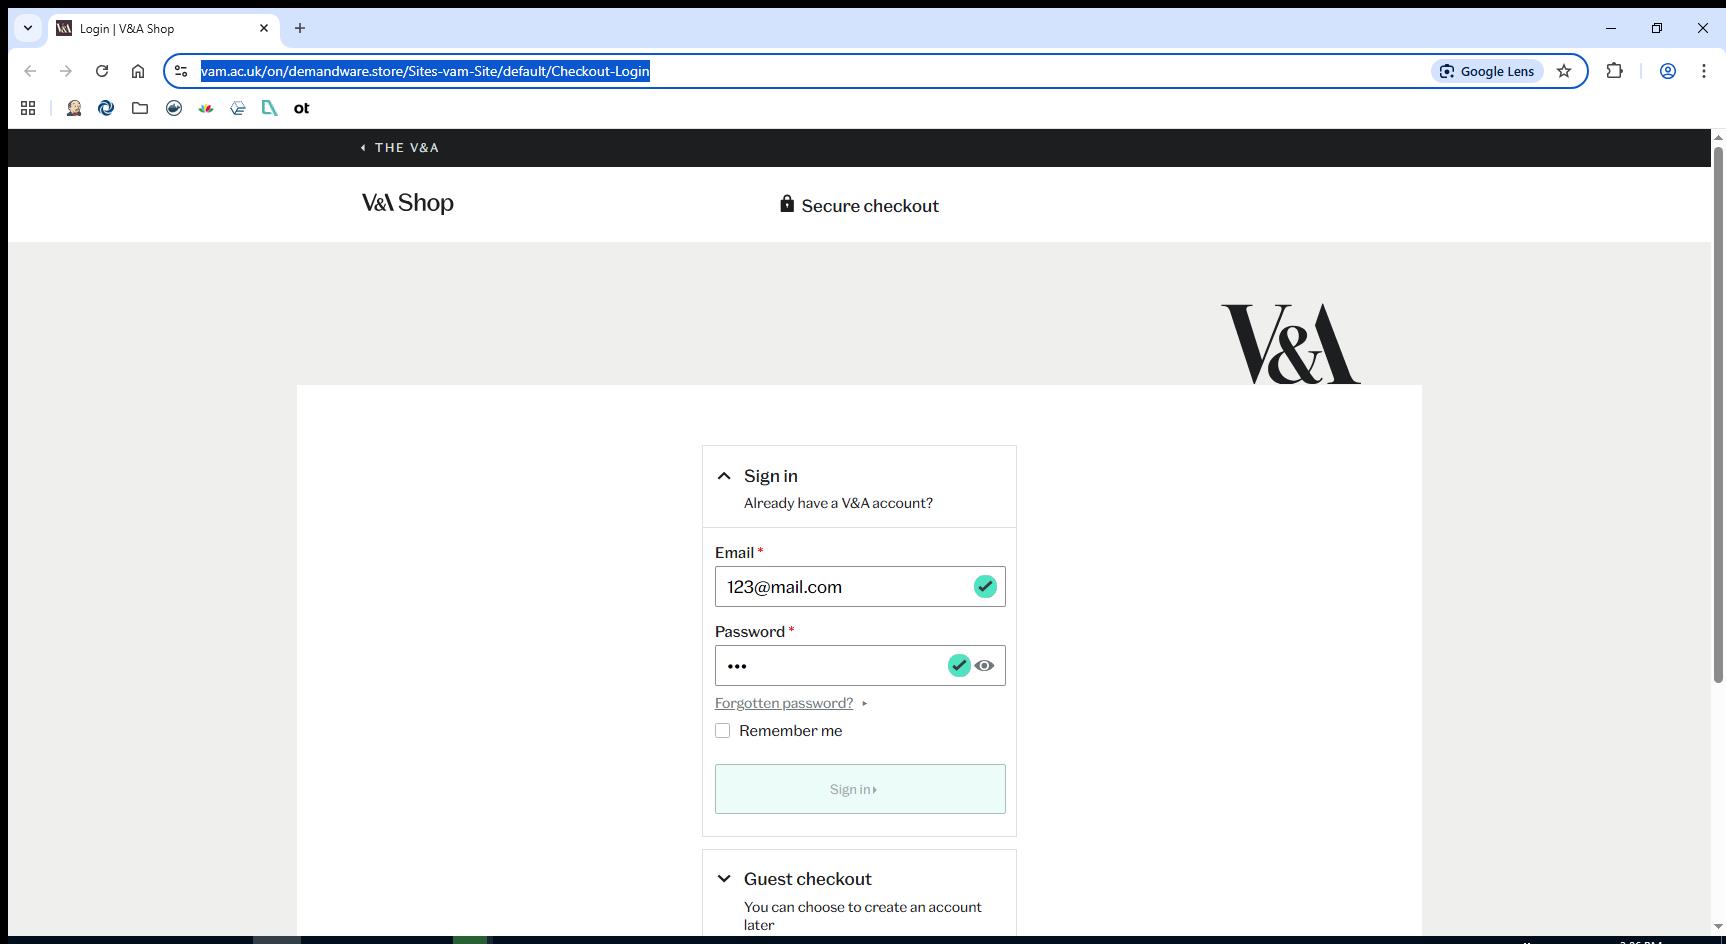 Login | V&A Shop
vam.ac.uk/on/demandware.store/Sites-vam-Site/default/Checkout-Login
Google Lens
ot
THE V&A
V&A Shop
Secure checkout
V&A
Sign in
Already have a V&A account?
Email *
123@mail.com
Password *
•••
Forgotten password?
Remember me
Sign in
Guest checkout
You can choose to create an account
later